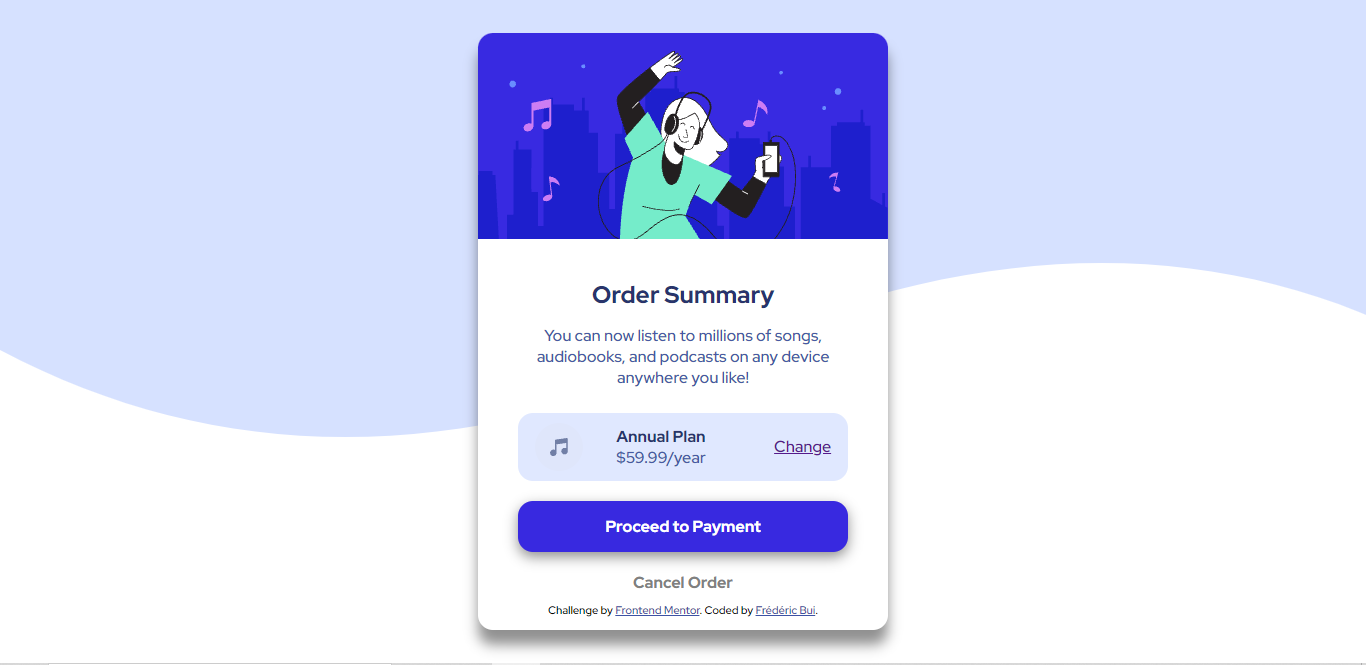 Order Summary
You can now listen to millions of songs,
audiobooks, and podcasts on any device
anywhere you like!
Annual Plan
$59.99/year
Change
Proceed to Payment
Cancel Order
Challenge by Frontend Mentor. Coded by Frédéric Bui.